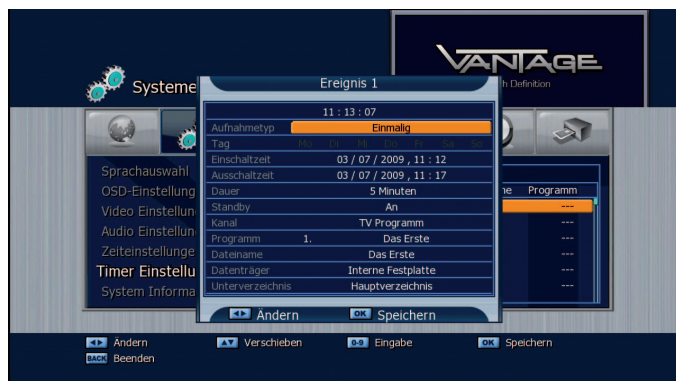 VANTAGE
h Definition
Systeme
Ereignis 1
11 : 13 : 07
Aufnahmetyp Einmalig
Tag Mo Di Mi Do Fr Sa So
Einschaltzeit 03 / 07 / 2009 , 11 : 12
Ausschaltzeit 03 / 07 / 2009 , 11 : 17
Dauer 5 Minuten
Standby An
Kanal TV Programm
Programm 1. Das Erste
Dateiname Das Erste
Datenträger Interne Festplatte
Unterverzeichnis Hauptverzeichnis
Ändern OK Speichern
Sprachauswahl
OSD-Einstellung
Video Einstellun
Audio Einstellun
Zeiteinstellunge
Timer Einstellu
System Informa
ne Programm
---
---
---
---
---
Ändern Verschieben 0-9 Eingabe OK Speichern
BACK Beenden